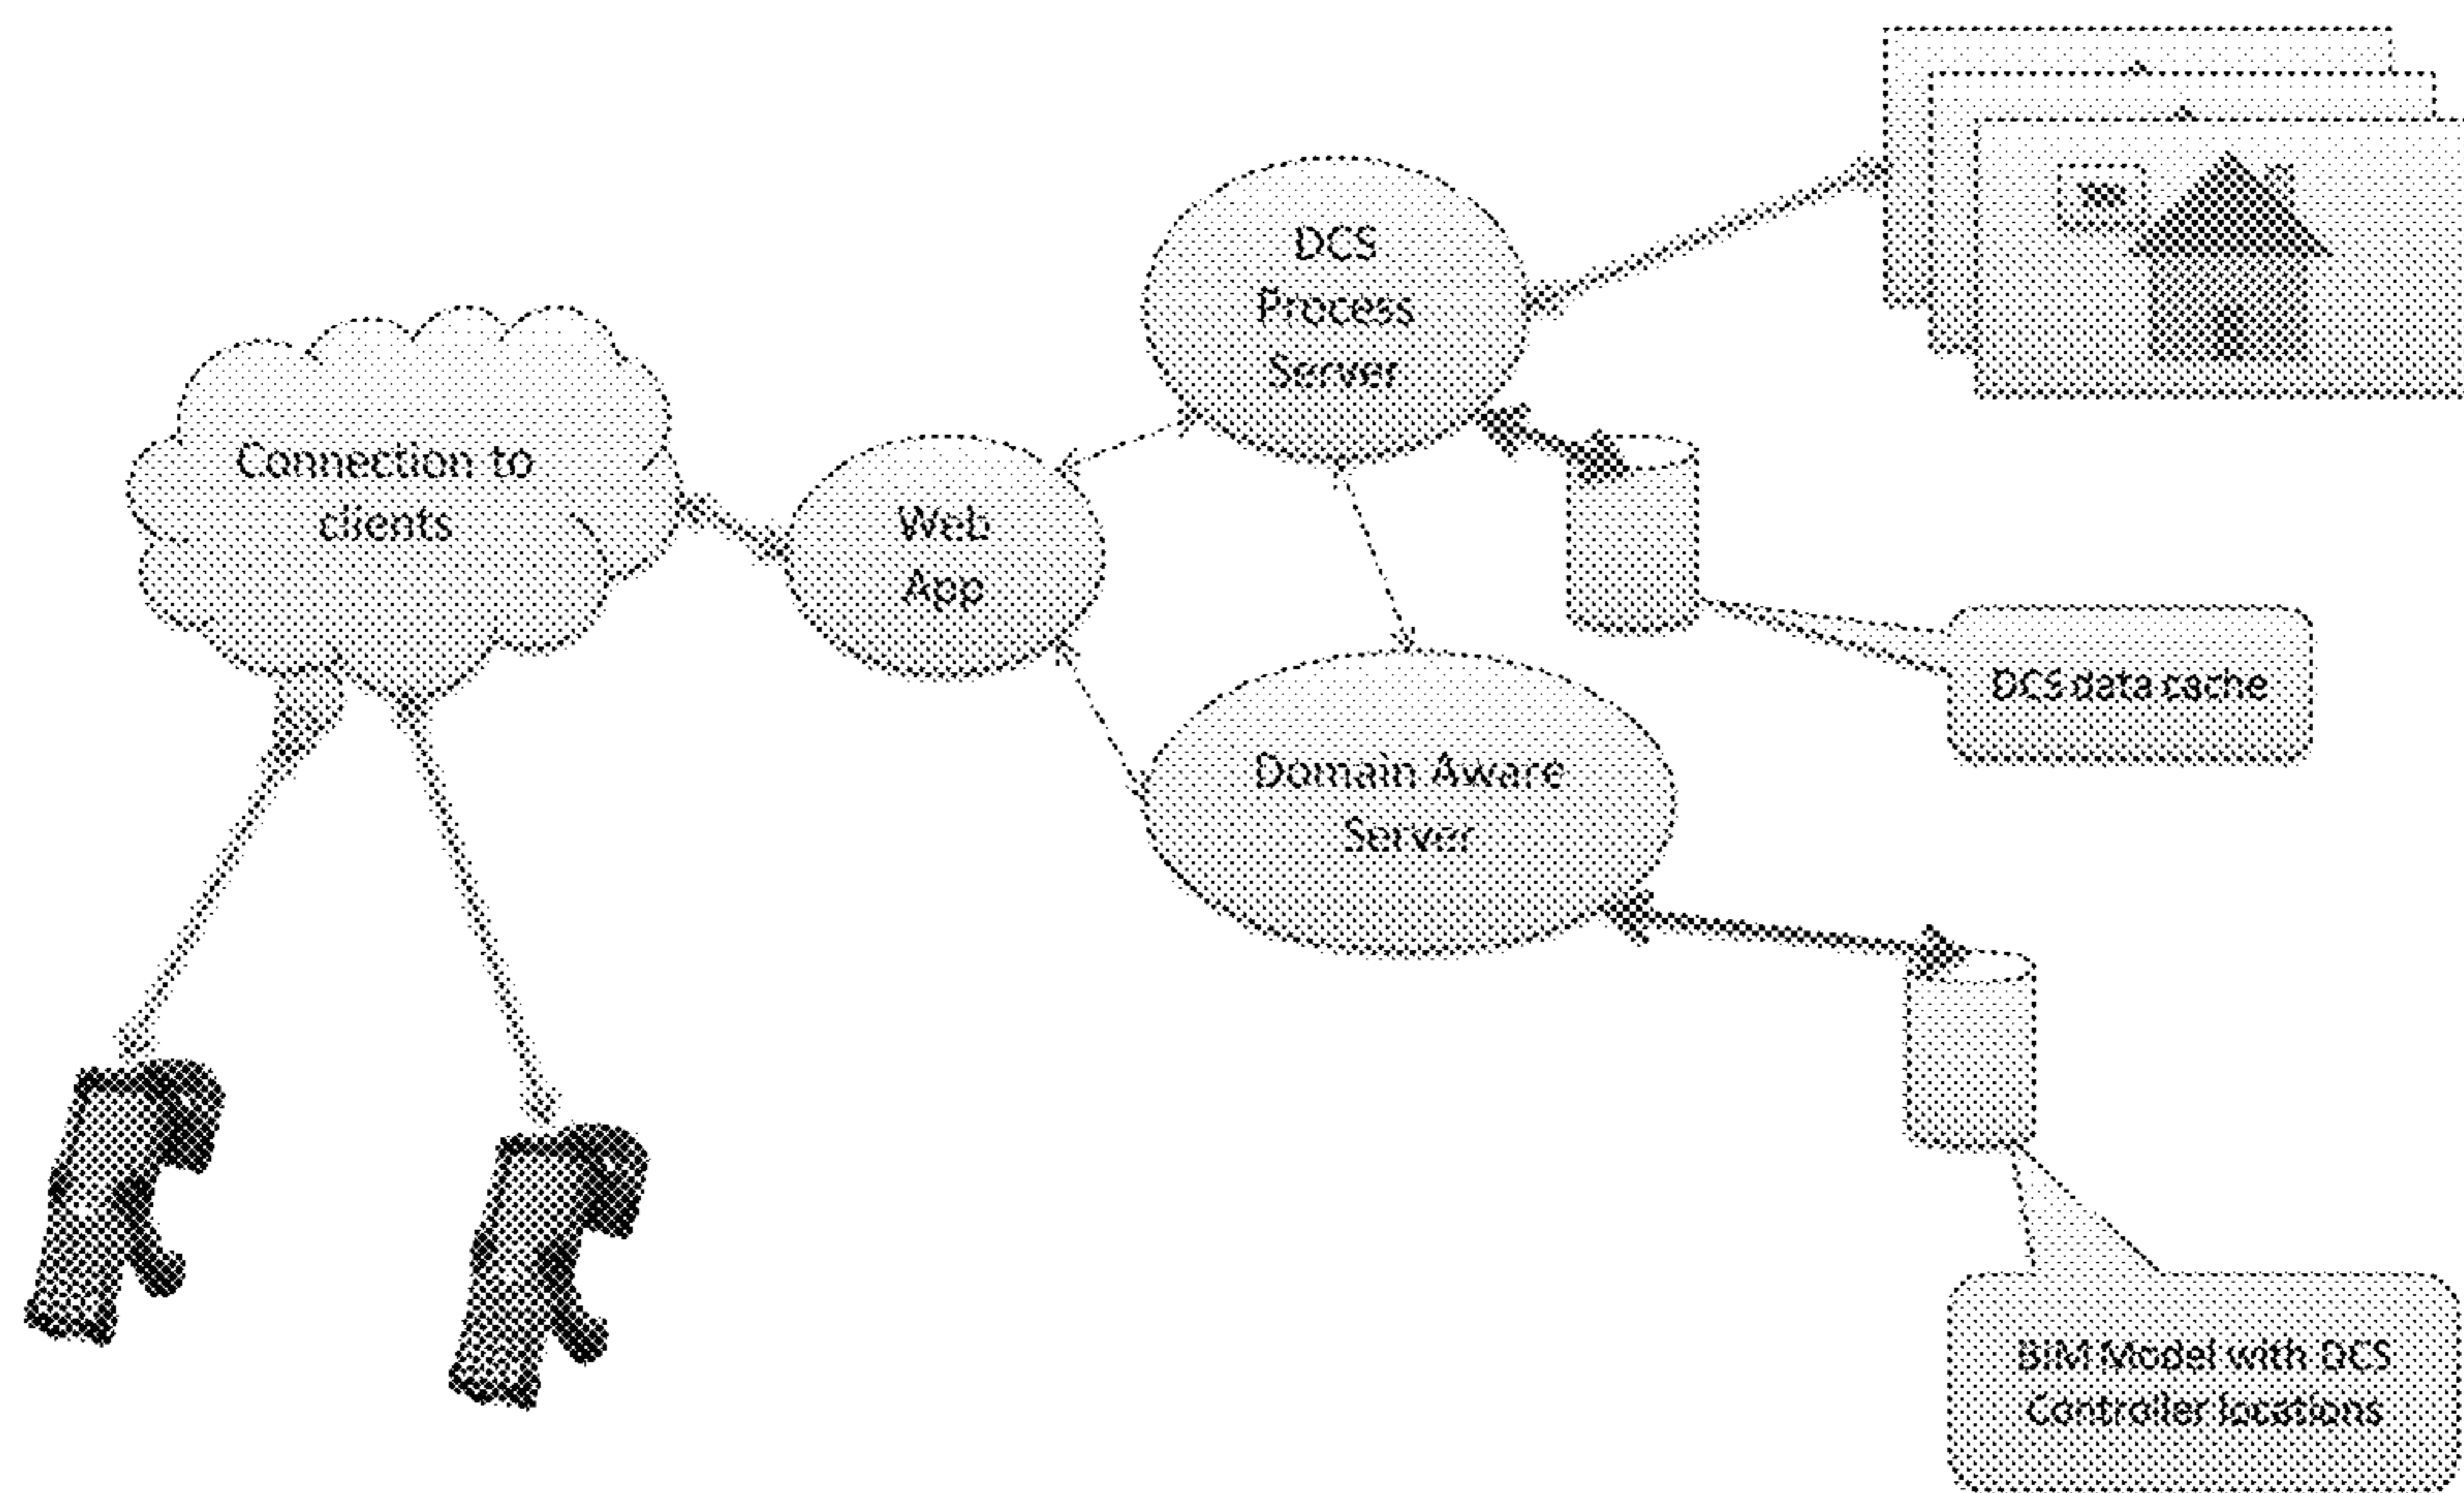 DCS
Process
Server
Connection to
clients
Web
App
DCS data cache
Domain Aware
Server
BIM Model with DCS
Controller locations